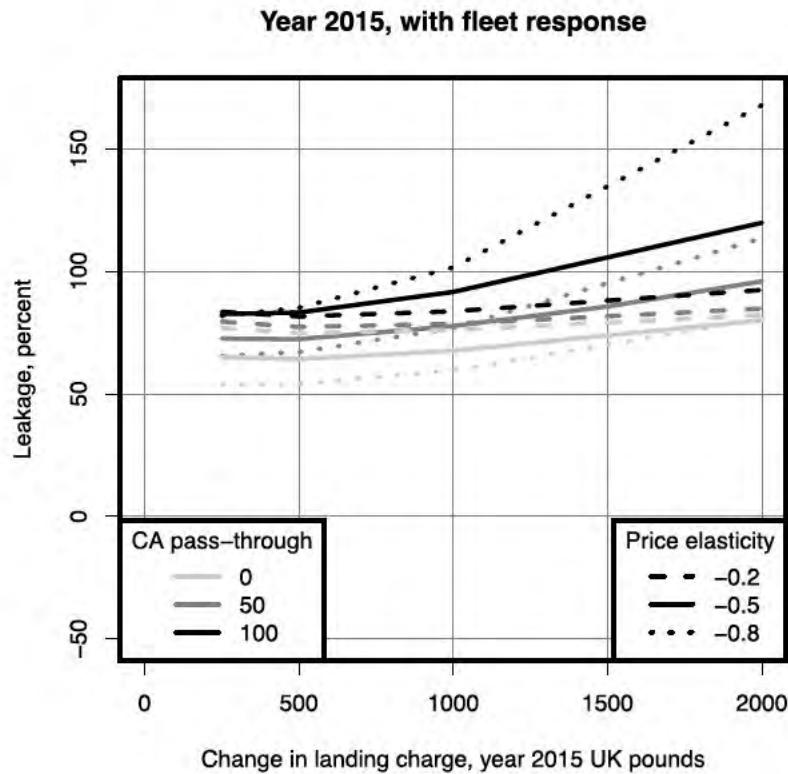 Year 2015, with fleet response
Leakage, percent
150
100
50
0
−50
CA pass−through
0
50
100
Price elasticity
−0.2
−0.5
−0.8
0 500 1000 1500 2000
Change in landing charge, year 2015 UK pounds